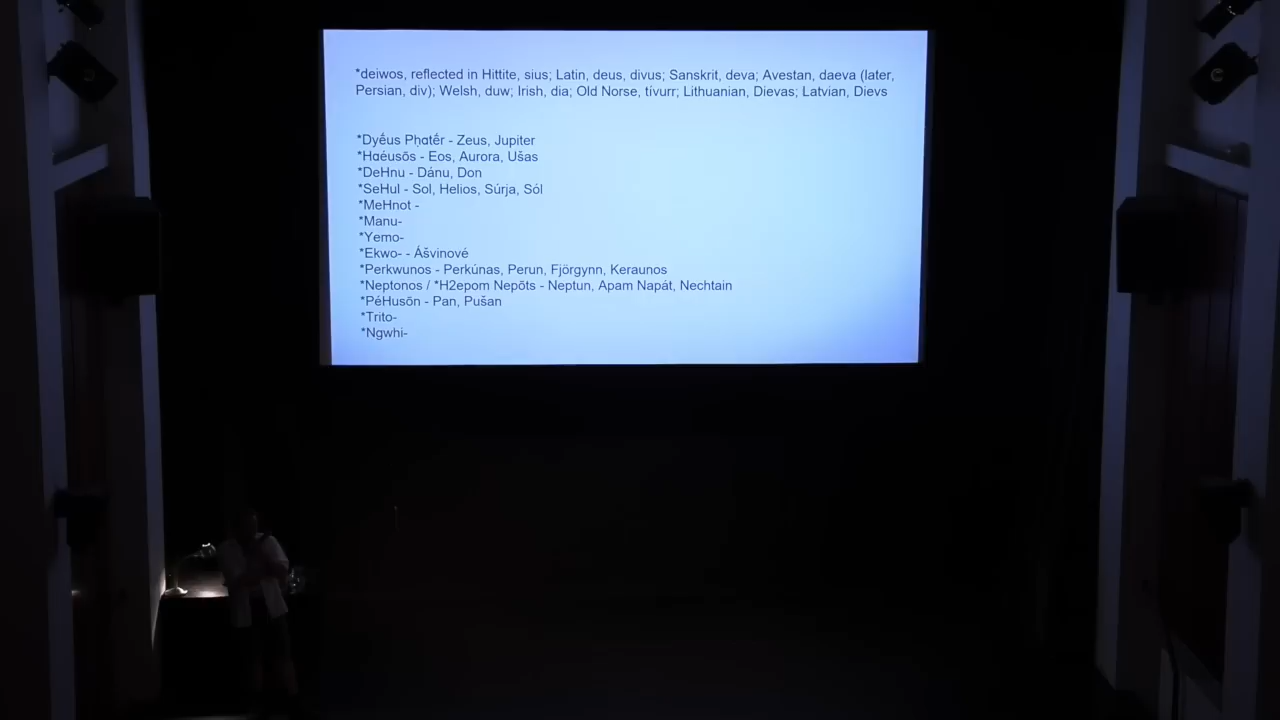 *deiwos, reflected in Hittite, sius; Latin, deus, divus; Sanskrit, deva; Avestan, daeva (later,
Persian, div); Welsh, duw; Irish, dia; Old Norse, tívurr; Lithuanian, Dievas; Latvian, Dievs
*Dyḗus Pḥatḗr - Zeus, Jupiter
*Haéusōs - Eos, Aurora, Ušas
*DeHnu - Dánu, Don
*SeHul - Sol, Helios, Súrja, Sól
*MeHnot -
*Manu-
*Yemo-
*Ekwo- - Ášvinové
*Perkwunos - Perkúnas, Perun, Fjörgynn, Keraunos
*Neptonos / *H2epom Nepōts - Neptun, Apam Napát, Nechtain
*PéHusōn - Pan, Pušan
*Trito-
*Ngwhi-